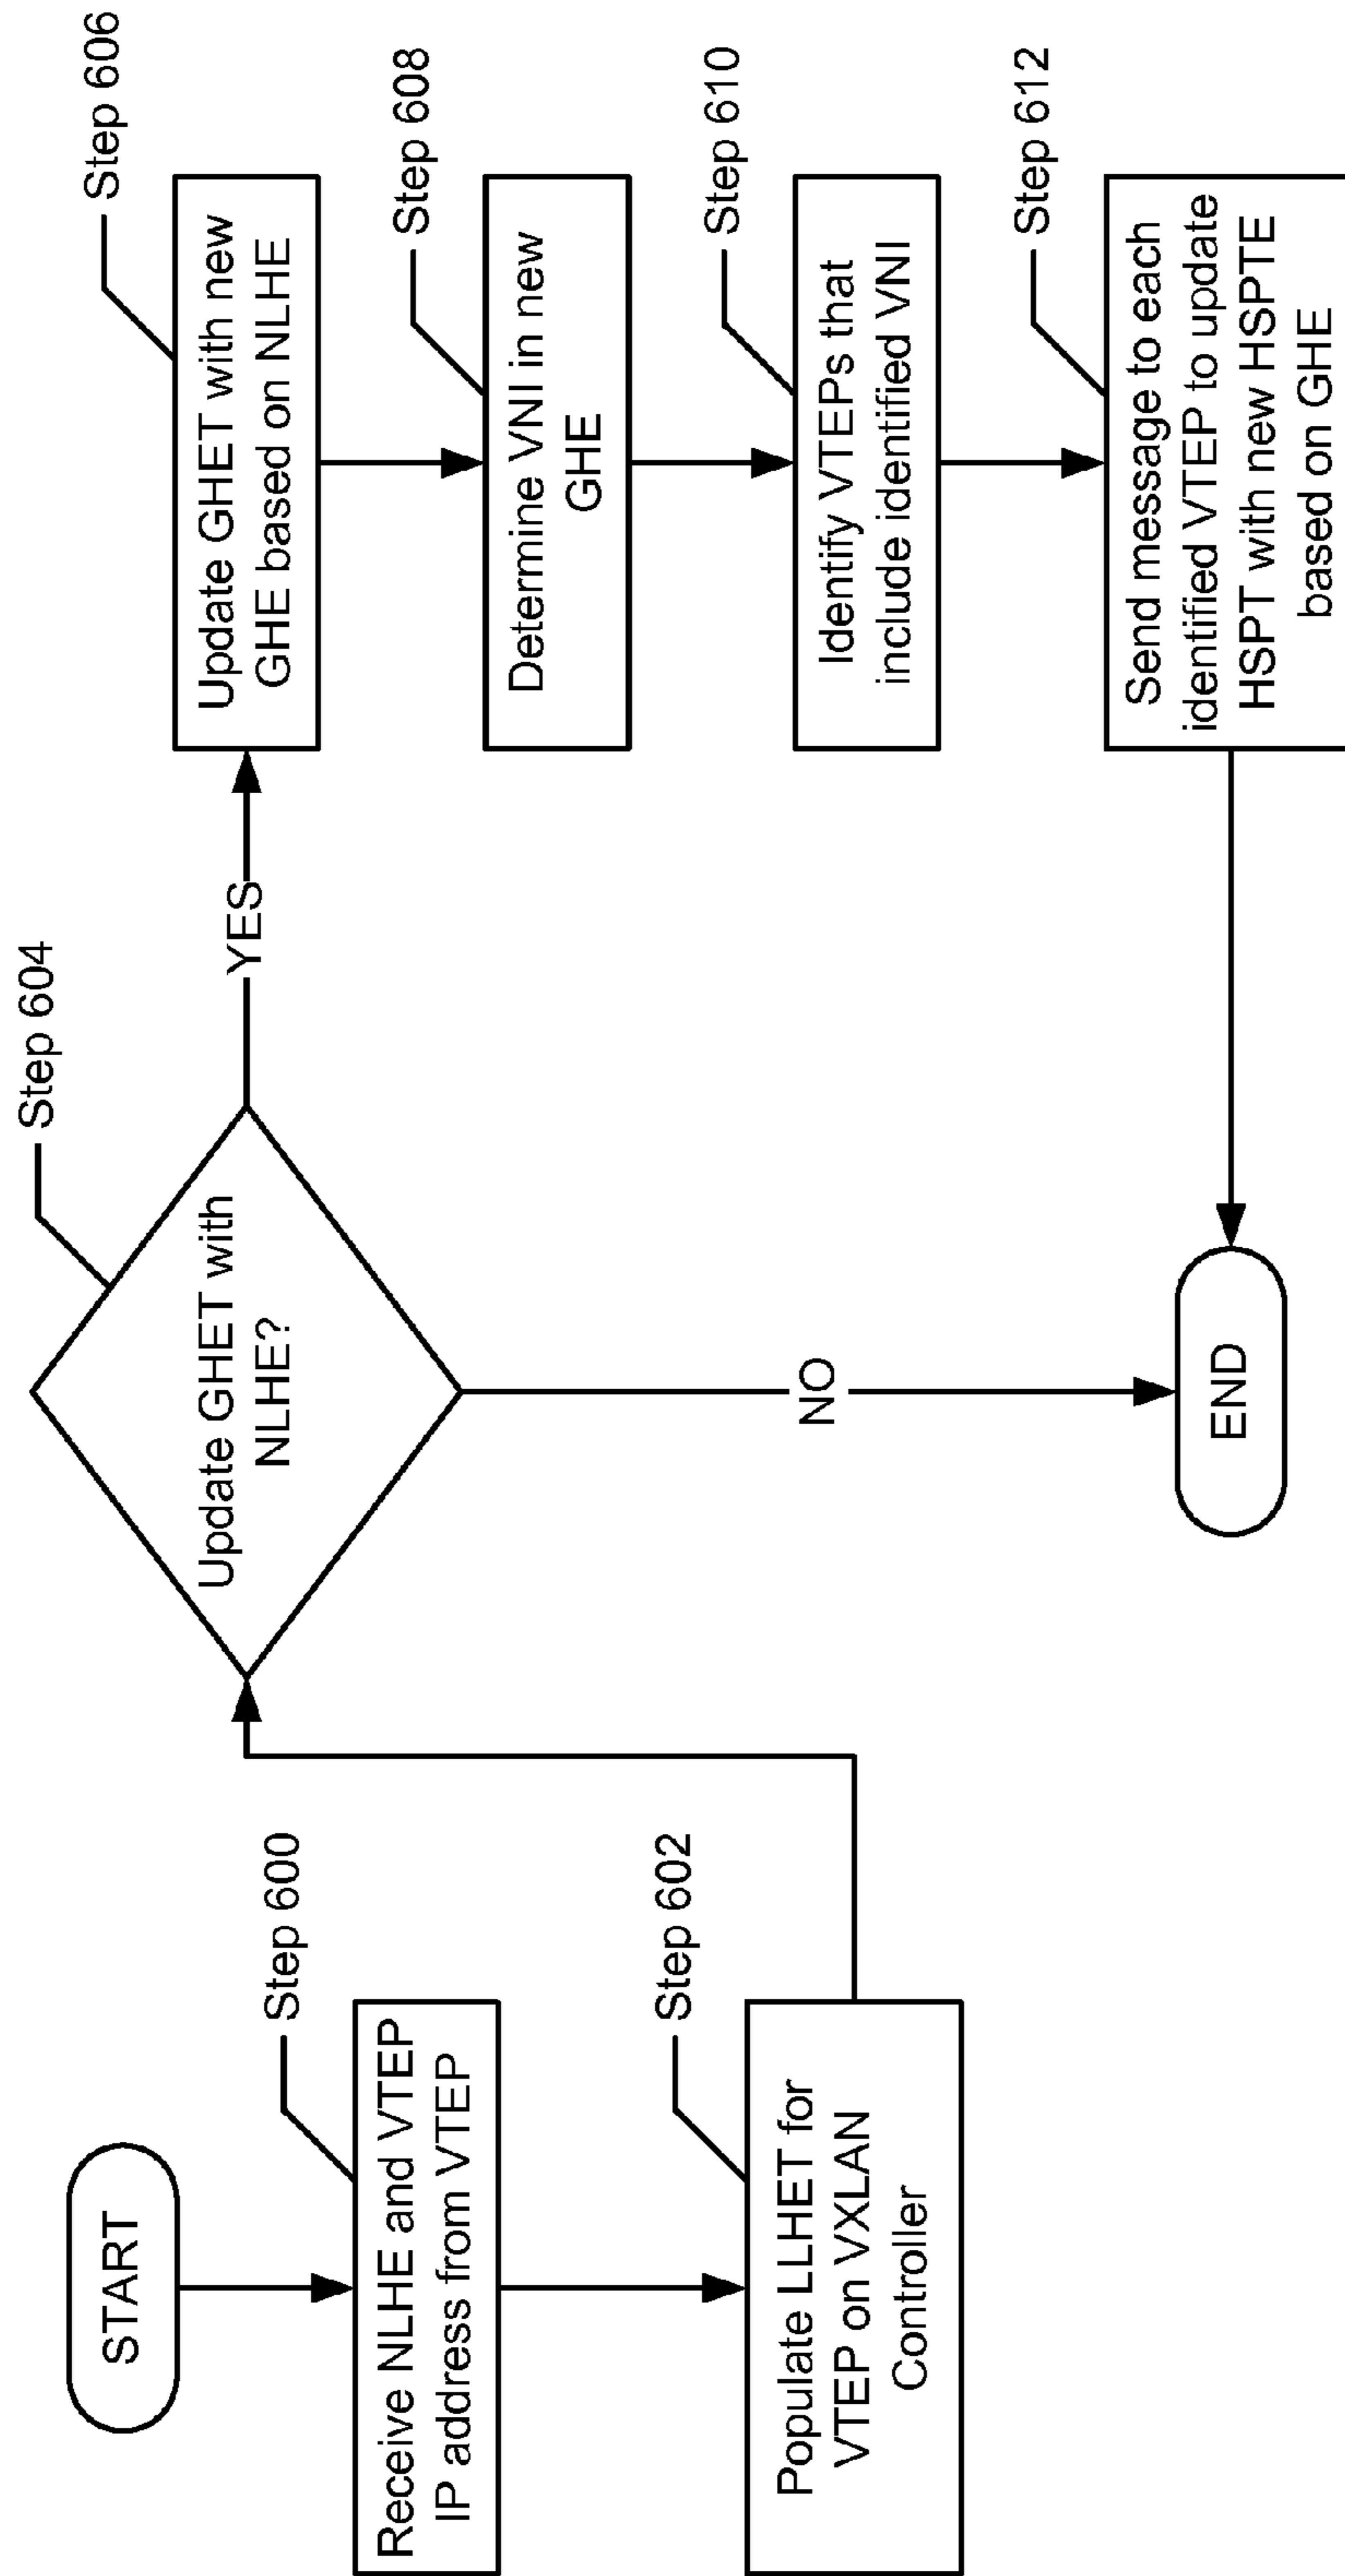 START
Step 600
Receive NLHE and VTEP
IP address from VTEP
Step 602
Populate LLHET for
VTEP on VXLAN
Controller
Step 604
Update GHET with
NLHE?
YES
NO
Step 606
Update GHET with new
GHE based on NLHE
Step 608
Determine VNI in new
GHE
Step 610
Identify VTEPs that
include identified VNI
Step 612
Send message to each
identified VTEP to update
HSPT with new HSPTE
based on GHE
END